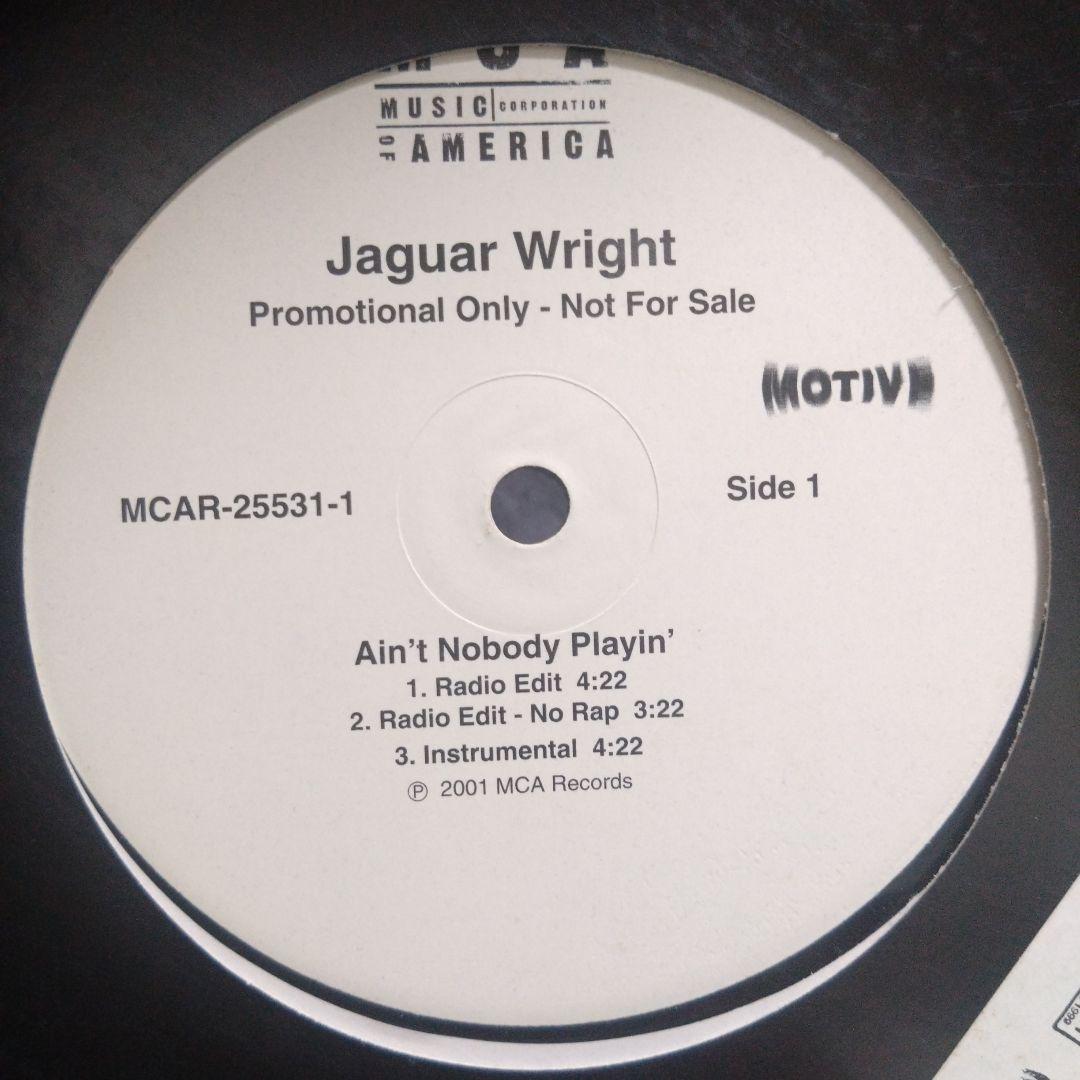 MCA
MUSIC CORPORATION
OF AMERICA
Jaguar Wright
Promotional Only - Not For Sale
MOTIVE
MCAR-25531-1
Side 1
Ain't Nobody Playin'
1. Radio Edit 4:22
2. Radio Edit - No Rap 3:22
3. Instrumental 4:22
℗ 2001 MCA Records
1999